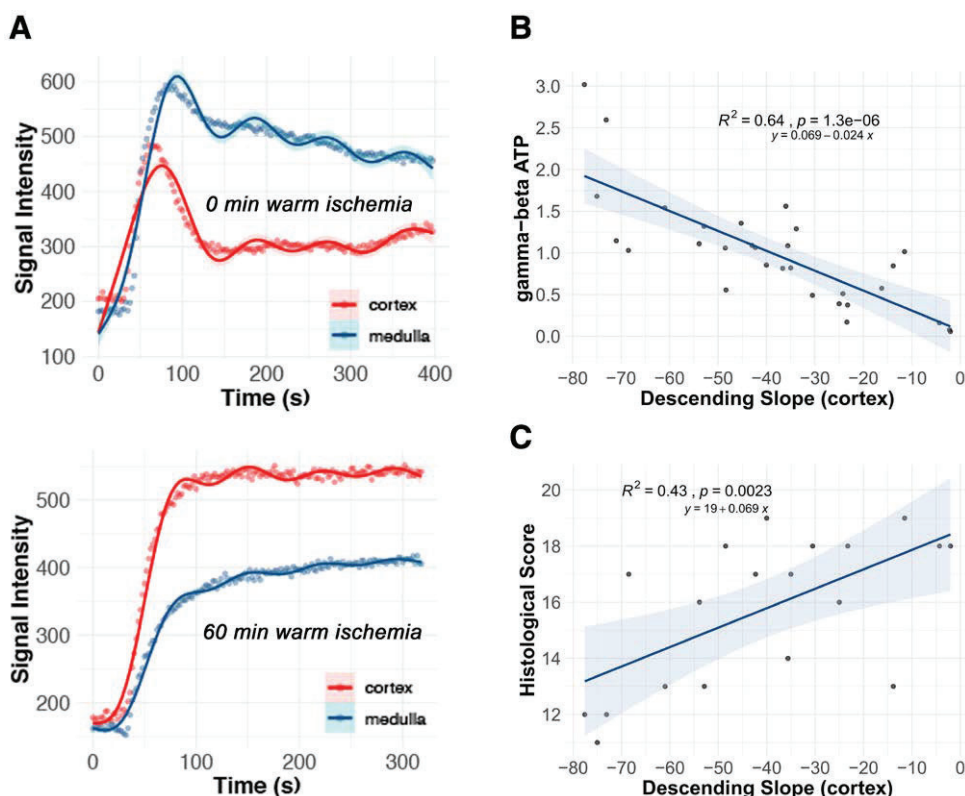 A
600
500
400
300
200
100
Signal Intensity
0 min warm ischemia
cortex
medulla
0 100 200 300 400
Time (s)
500
400
300
200
Signal Intensity
60 min warm ischemia
cortex
medulla
0 100 200 300
Time (s)
B
3.0
2.5
2.0
1.5
1.0
0.5
0.0
gamma-beta ATP
R² = 0.64 , p = 1.3e−06
y = 0.069 − 0.024 x
−80 −70 −60 −50 −40 −30 −20 −10 0
Descending Slope (cortex)
C
20
18
16
14
12
Histological Score
R² = 0.43 , p = 0.0023
y = 19 + 0.069 x
−80 −70 −60 −50 −40 −30 −20 −10 0
Descending Slope (cortex)